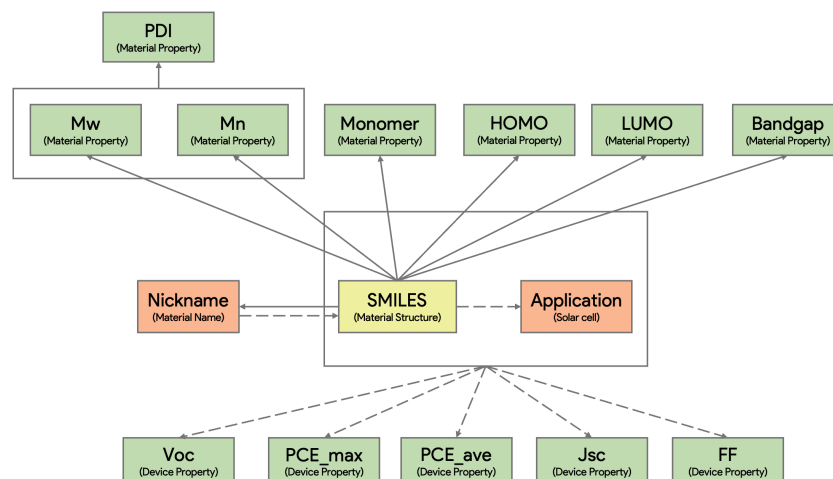 PDI
(Material Property)
Mw
(Material Property)
Mn
(Material Property)
Monomer
(Material Property)
HOMO
(Material Property)
LUMO
(Material Property)
Bandgap
(Material Property)
Nickname
(Material Name)
SMILES
(Material Structure)
Application
(Solar cell)
Voc
(Device Property)
PCE_max
(Device Property)
PCE_ave
(Device Property)
Jsc
(Device Property)
FF
(Device Property)